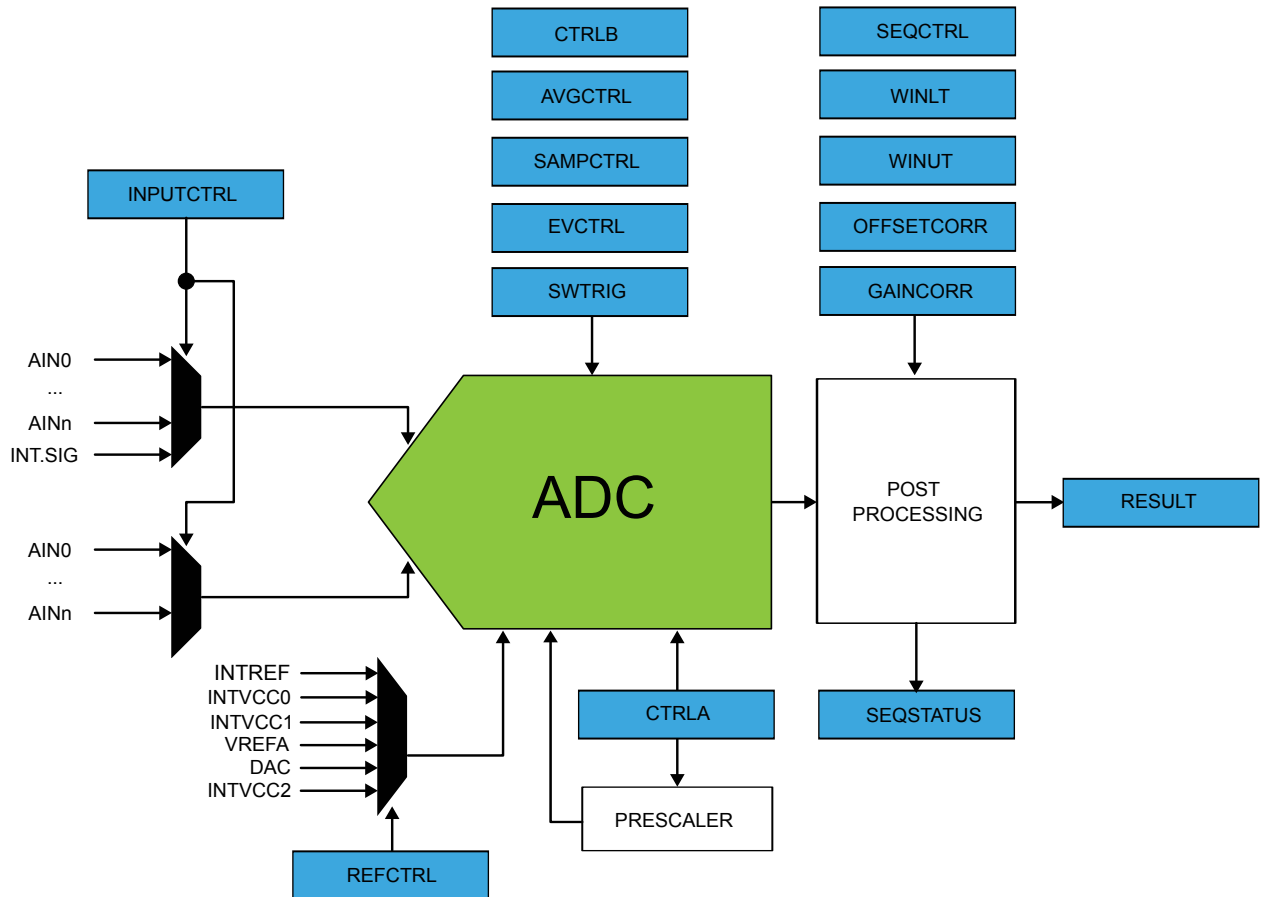 CTRLB
SEQCTRL
AVGCTRL
WINLT
SAMPCTRL
WINUT
INPUTCTRL
EVCTRL
OFFSETCORR
SWTRIG
GAINCORR
AIN0
...
AINn
INT.SIG
ADC
POST
PROCESSING
RESULT
AIN0
...
AINn
INTREF
INTVCC0
INTVCC1
VREFA
DAC
INTVCC2
CTRLA
SEQSTATUS
PRESCALER
REFCTRL